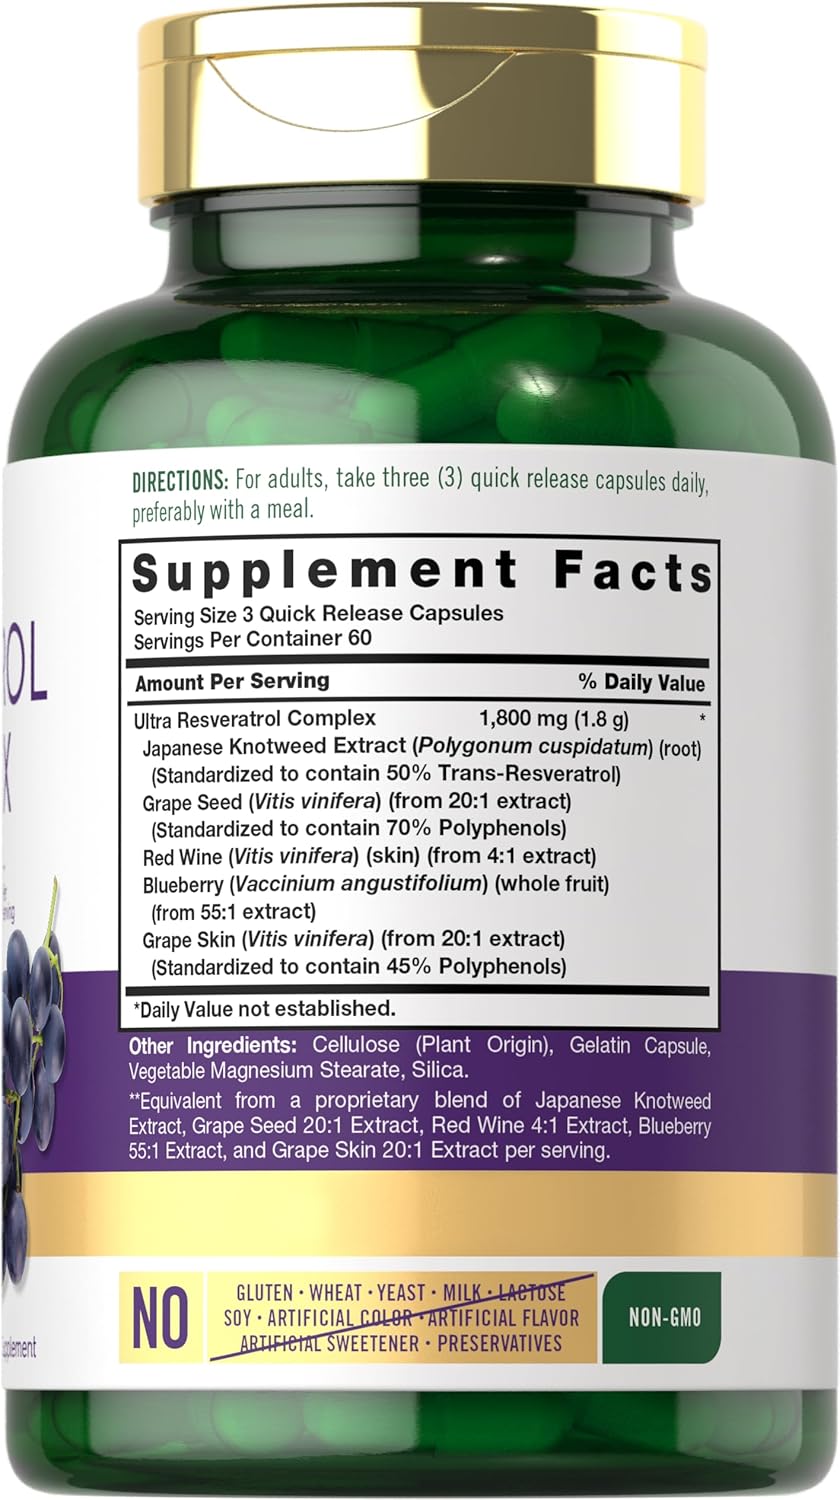 DIRECTIONS: For adults, take three (3) quick release capsules daily,
preferably with a meal.
Supplement Facts
Serving Size 3 Quick Release Capsules
Servings Per Container 60
Amount Per Serving % Daily Value
Ultra Resveratrol Complex 1,800 mg (1.8 g) *
Japanese Knotweed Extract (Polygonum cuspidatum) (root)
(Standardized to contain 50% Trans-Resveratrol)
Grape Seed (Vitis vinifera) (from 20:1 extract)
(Standardized to contain 70% Polyphenols)
Red Wine (Vitis vinifera) (skin) (from 4:1 extract)
Blueberry (Vaccinium angustifolium) (whole fruit)
(from 55:1 extract)
Grape Skin (Vitis vinifera) (from 20:1 extract)
(Standardized to contain 45% Polyphenols)
*Daily Value not established.
Other Ingredients: Cellulose (Plant Origin), Gelatin Capsule,
Vegetable Magnesium Stearate, Silica.
**Equivalent from a proprietary blend of Japanese Knotweed
Extract, Grape Seed 20:1 Extract, Red Wine 4:1 Extract, Blueberry
55:1 Extract, and Grape Skin 20:1 Extract per serving.
NO
GLUTEN • WHEAT • YEAST • MILK • LACTOSE
SOY • ARTIFICIAL COLOR • ARTIFICIAL FLAVOR
ARTIFICIAL SWEETENER • PRESERVATIVES
NON-GMO
ROL
X